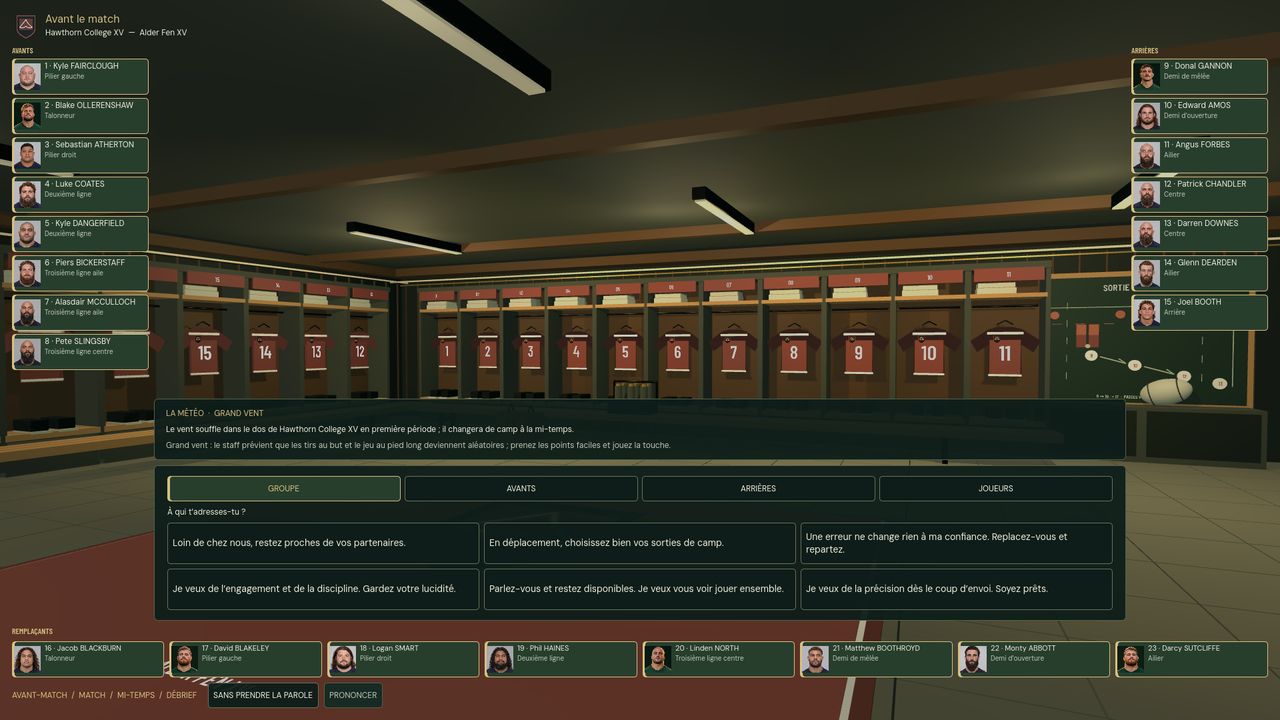 Avant le match
Hawthorn College XV — Alder Fen XV
AVANTS
1 · Kyle FAIRCLOUGH
Pilier gauche
2 · Blake OLLERENSHAW
Talonneur
3 · Sebastian ATHERTON
Pilier droit
4 · Luke COATES
Deuxième ligne
5 · Kyle DANGERFIELD
Deuxième ligne
6 · Piers BICKERSTAFF
Troisième ligne aile
7 · Alasdair MCCULLOCH
Troisième ligne aile
8 · Pete SLINGSBY
Troisième ligne centre
ARRIÈRES
9 · Donal GANNON
Demi de mêlée
10 · Edward AMOS
Demi d'ouverture
11 · Angus FORBES
Ailier
12 · Patrick CHANDLER
Centre
13 · Darren DOWNES
Centre
14 · Glenn DEARDEN
Ailier
15 · Joel BOOTH
Arrière
SORTIE
15 14 13 12 1 2 3 4 5 6 7 8 9 10 11
LA MÉTÉO · GRAND VENT
Le vent souffle dans le dos de Hawthorn College XV en première période ; il changera de camp à la mi-temps.
Grand vent : le staff prévient que les tirs au but et le jeu au pied long deviennent aléatoires ; prenez les points faciles et jouez la touche.
GROUPE
AVANTS
ARRIÈRES
JOUEURS
À qui t'adresses-tu ?
Loin de chez nous, restez proches de vos partenaires.
En déplacement, choisissez bien vos sorties de camp.
Une erreur ne change rien à ma confiance. Replacez-vous et
repartez.
Je veux de l'engagement et de la discipline. Gardez votre lucidité.
Parlez-vous et restez disponibles. Je veux vous voir jouer ensemble.
Je veux de la précision dès le coup d'envoi. Soyez prêts.
REMPLAÇANTS
16 · Jacob BLACKBURN
Talonneur
17 · David BLAKELEY
Pilier gauche
18 · Logan SMART
Pilier droit
19 · Phil HAINES
Deuxième ligne
20 · Linden NORTH
Troisième ligne centre
21 · Matthew BOOTHROYD
Demi de mêlée
22 · Monty ABBOTT
Demi d'ouverture
23 · Darcy SUTCLIFFE
Ailier
AVANT-MATCH / MATCH / MI-TEMPS / DÉBRIEF
SANS PRENDRE LA PAROLE
PRONONCER